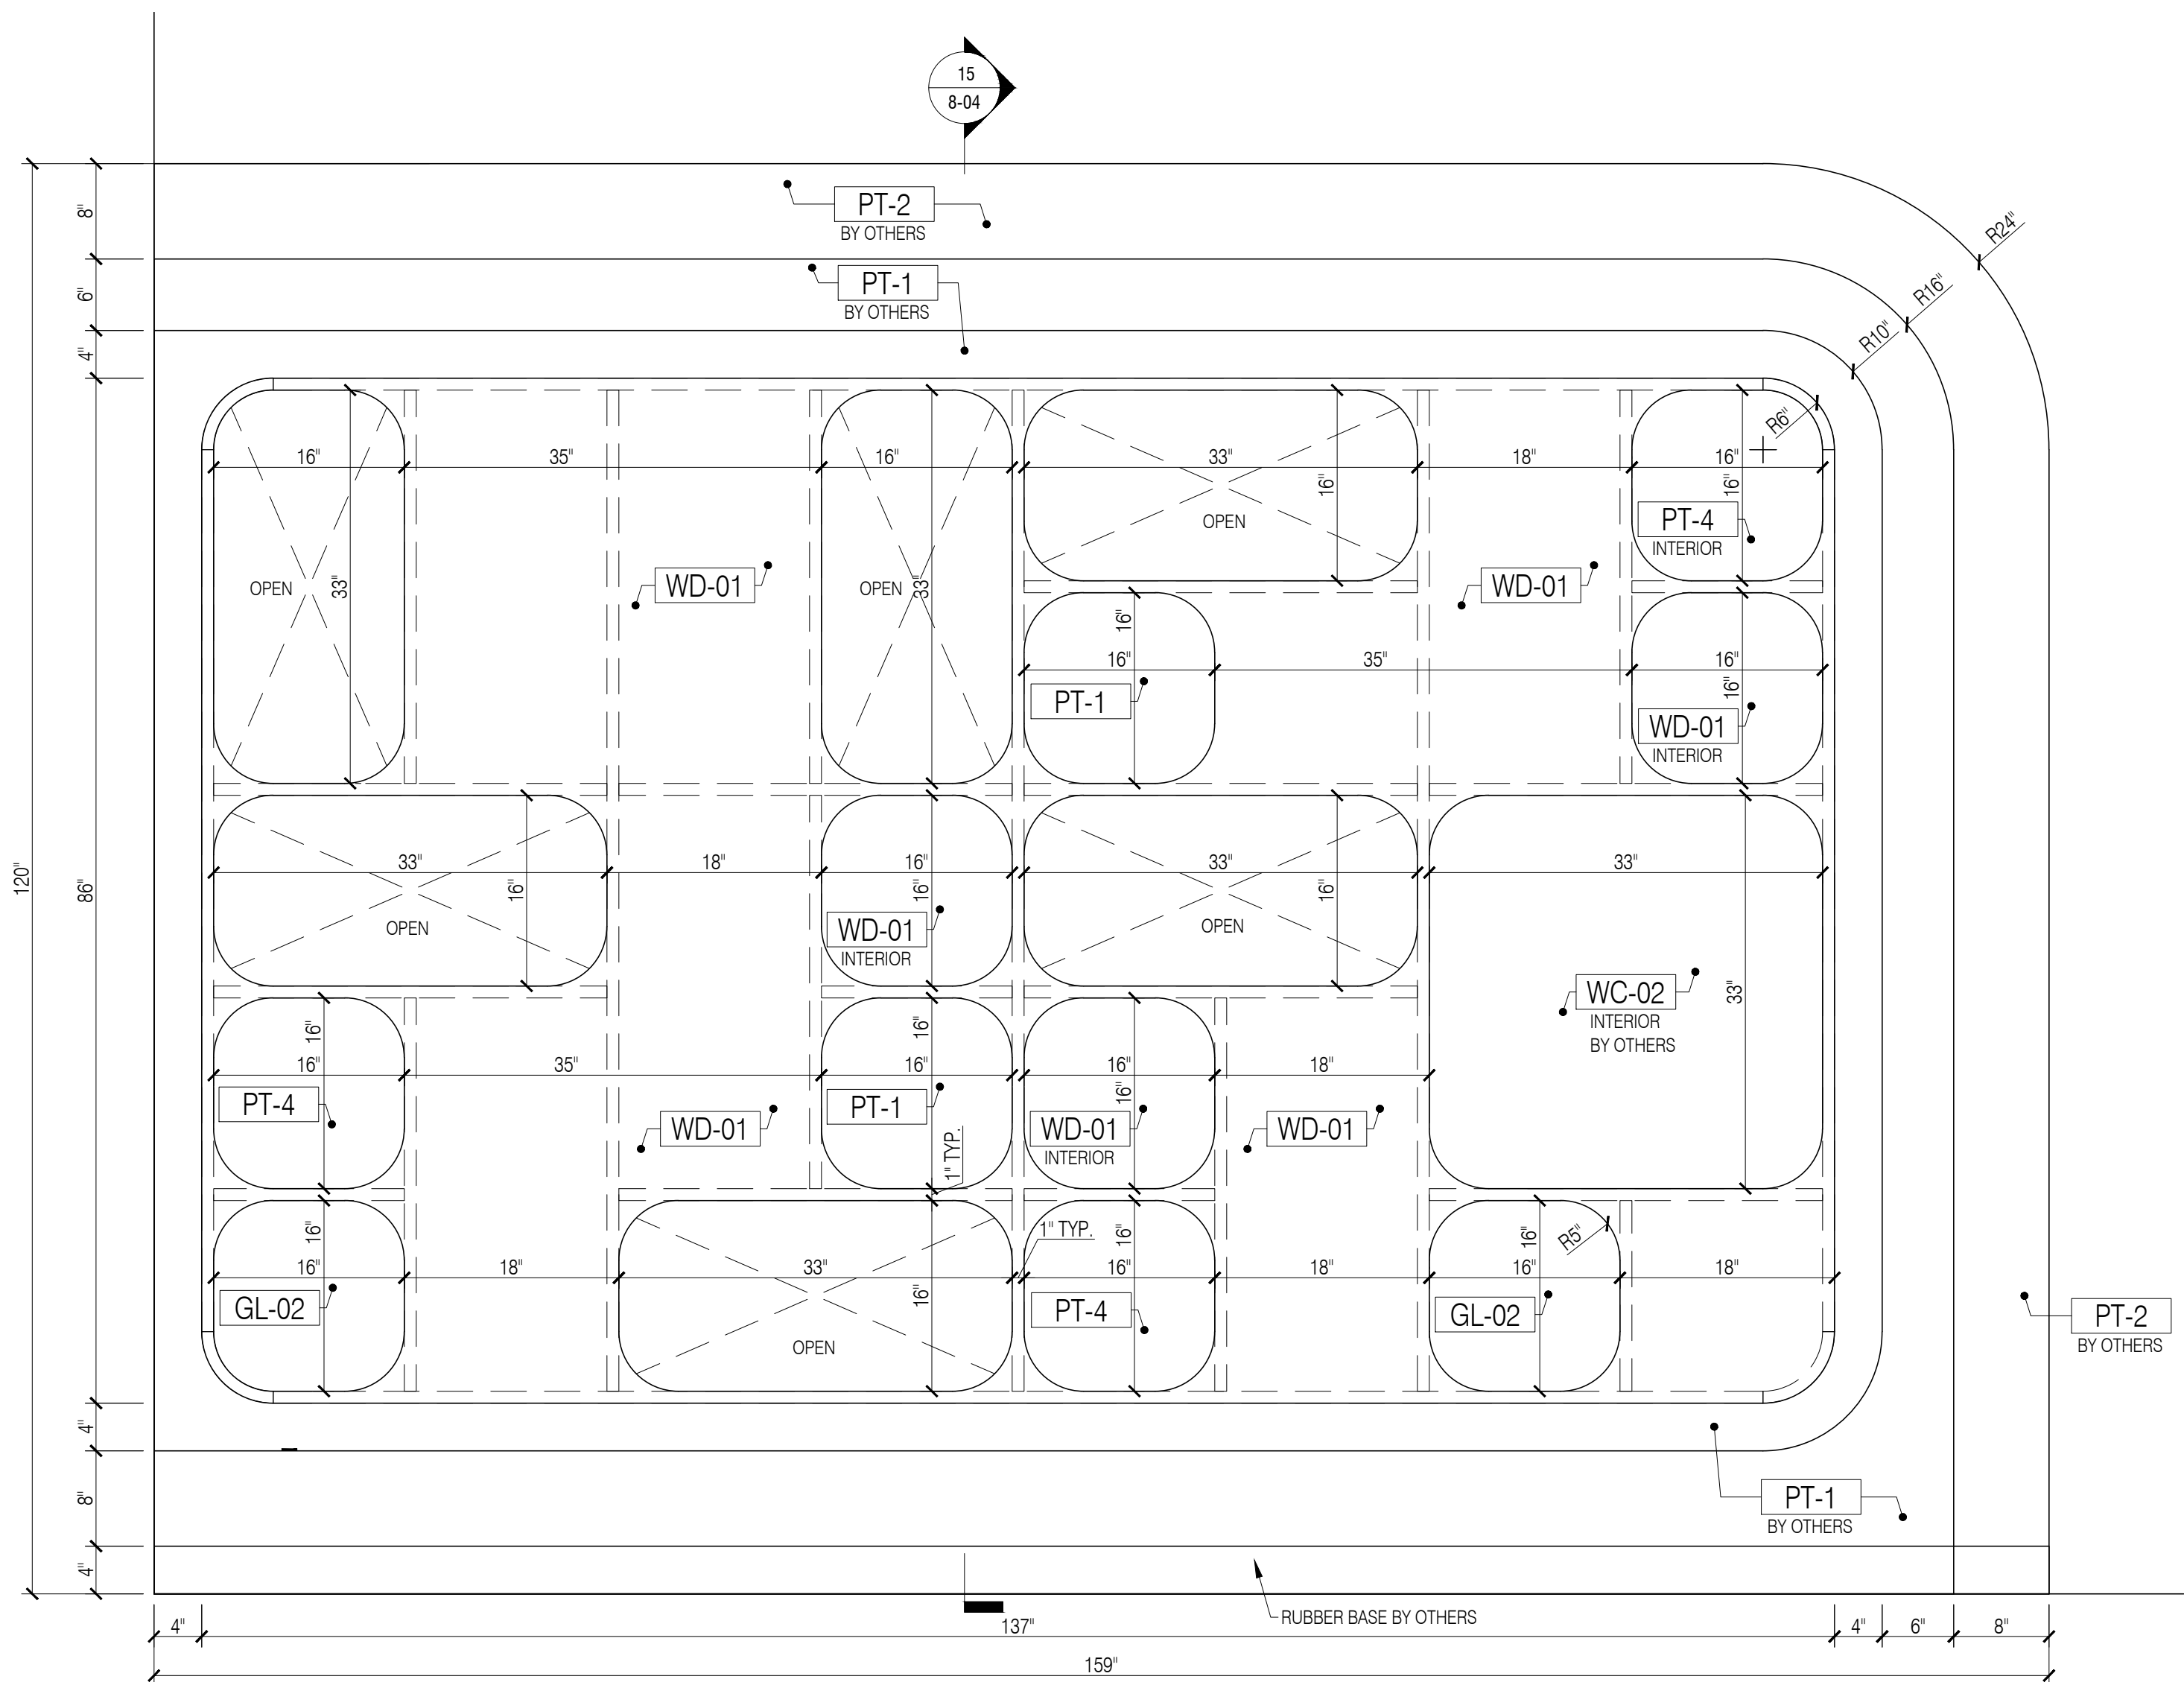 15
8-04
PT-2
BY OTHERS
PT-1
BY OTHERS
R24"
R16"
R10"
R6"
8"
6"
4"
120"
86"
4"
8"
4"
16"
35"
16"
33"
18"
16"
33"
33"
16"
16"
OPEN
OPEN
OPEN
PT-4
INTERIOR
WD-01
WD-01
16"
16"
35"
16"
16"
PT-1
WD-01
INTERIOR
33"
18"
16"
33"
33"
16"
16"
16"
33"
OPEN
WD-01
INTERIOR
OPEN
WC-02
INTERIOR
BY OTHERS
16"
16"
16"
35"
16"
16"
18"
16"
PT-4
WD-01
PT-1
WD-01
INTERIOR
WD-01
1" TYP.
1" TYP.
16"
16"
16"
R5"
16"
18"
33"
16"
18"
16"
18"
16"
GL-02
OPEN
PT-4
GL-02
PT-2
BY OTHERS
PT-1
BY OTHERS
RUBBER BASE BY OTHERS
4"
137"
4"
6"
8"
159"